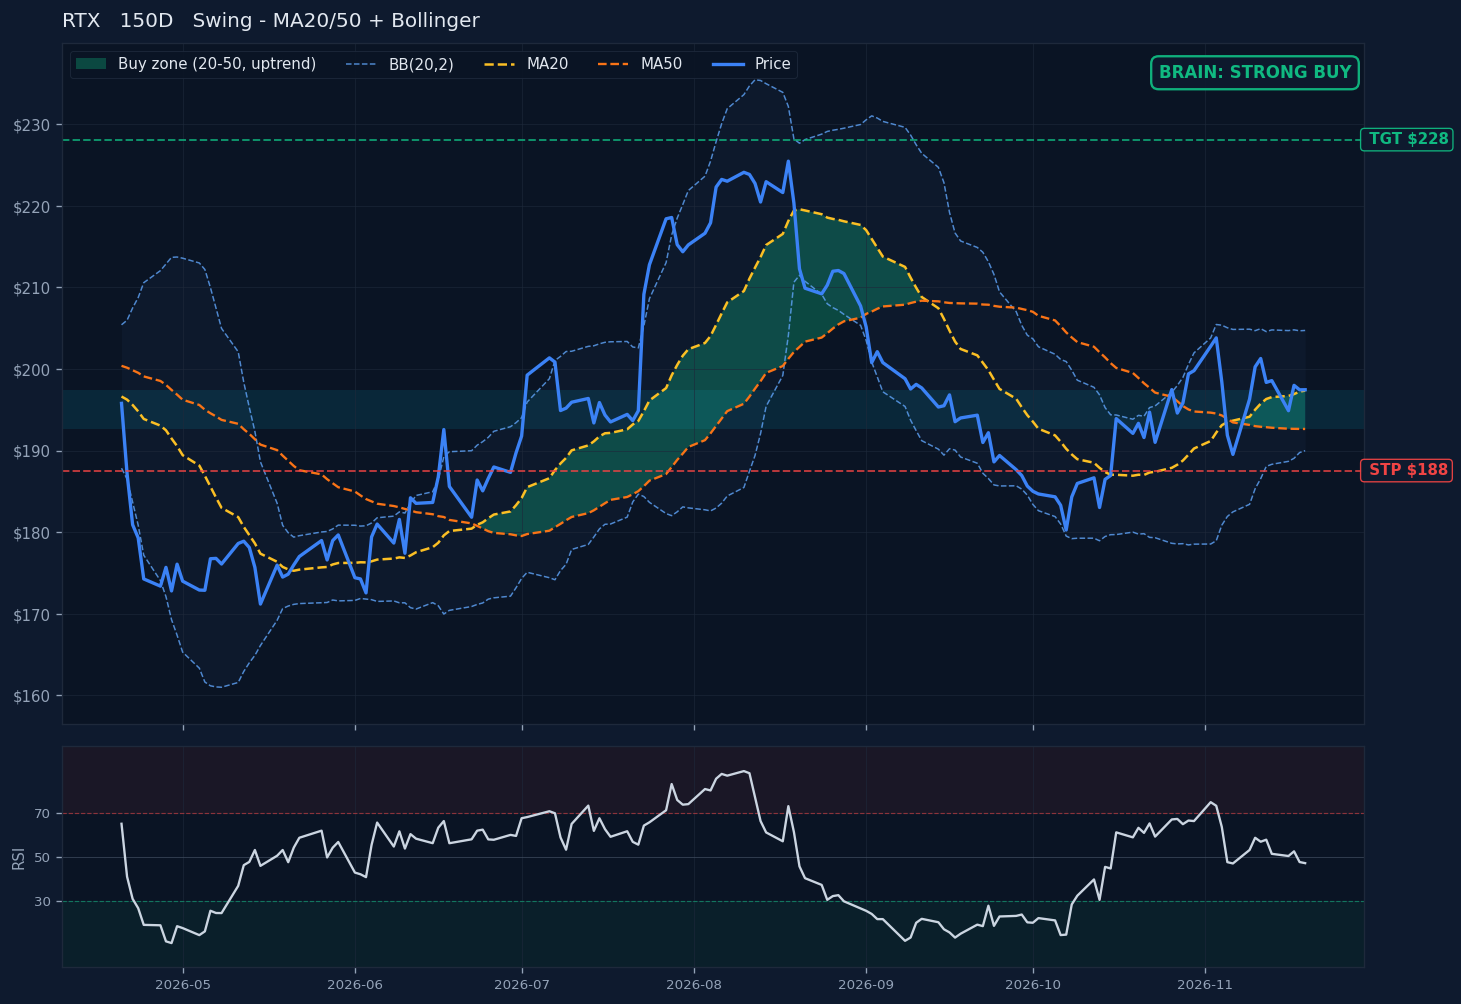 RTX 150D Swing - MA20/50 + Bollinger
Buy zone (20-50, uptrend) BB(20,2) MA20 MA50 Price
BRAIN: STRONG BUY
$230
TGT $228
$220
$210
$200
$190
STP $188
$180
$170
$160
70
50
30
RSI
2026-05 2026-06 2026-07 2026-08 2026-09 2026-10 2026-11